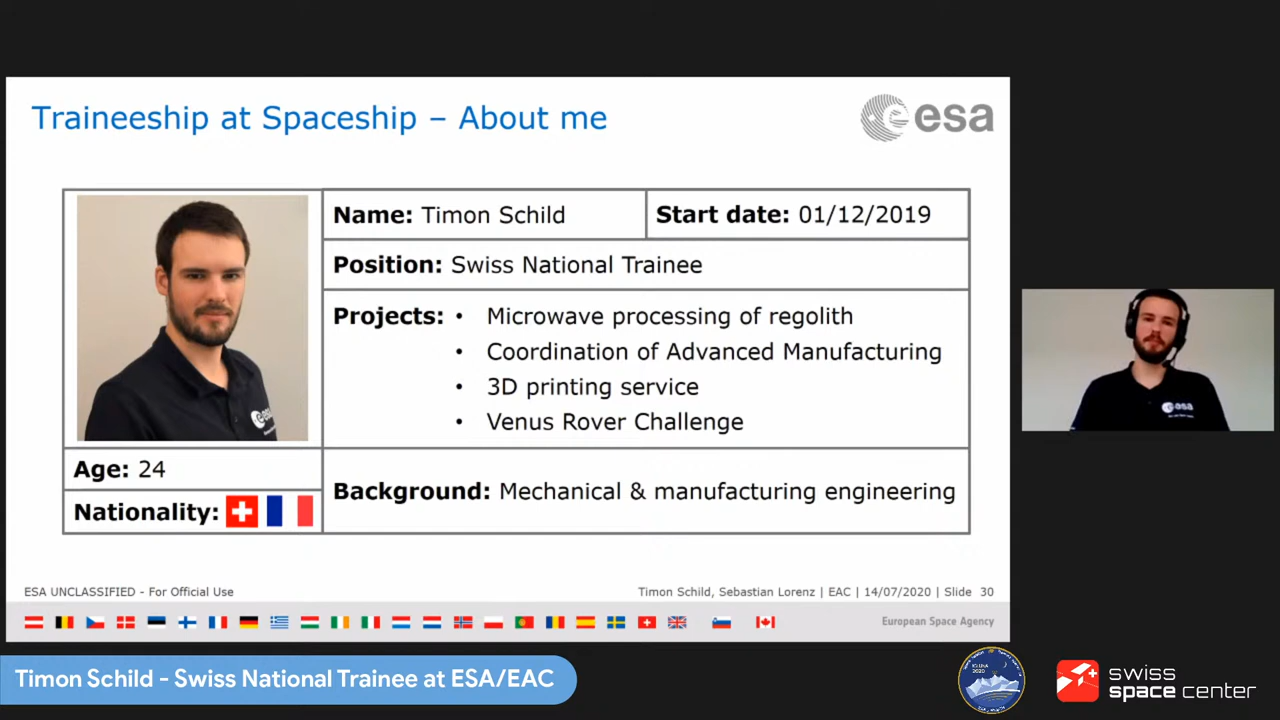 Traineeship at Spaceship – About me
esa
Name: Timon Schild
Start date: 01/12/2019
Position: Swiss National Trainee
Projects: • Microwave processing of regolith
• Coordination of Advanced Manufacturing
• 3D printing service
• Venus Rover Challenge
esa
esa
Age: 24
Nationality:
Background: Mechanical & manufacturing engineering
ESA UNCLASSIFIED - For Official Use
Timon Schild, Sebastian Lorenz | EAC | 14/07/2020 | Slide 30
European Space Agency
Timon Schild - Swiss National Trainee at ESA/EAC
swiss
space center